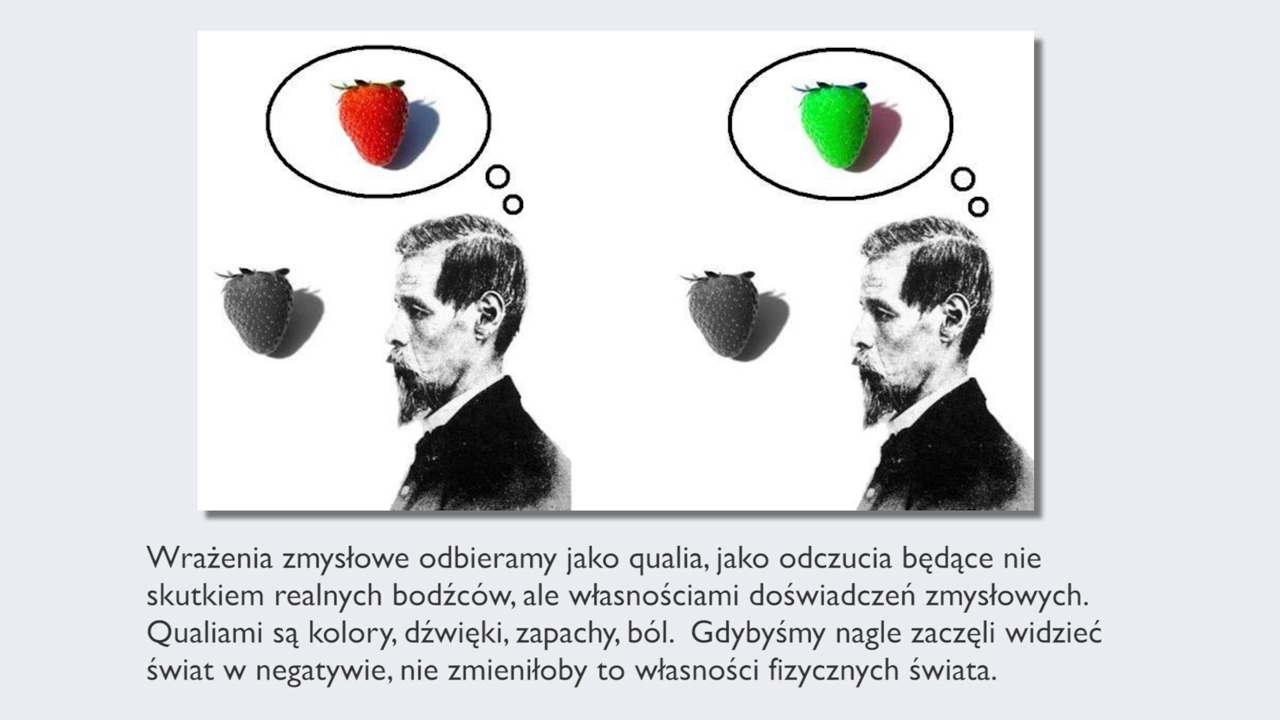 Wrażenia zmysłowe odbieramy jako qualia, jako odczucia będące nie
skutkiem realnych bodźców, ale własnościami doświadczeń zmysłowych.
Qualiami są kolory, dźwięki, zapachy, ból.  Gdybyśmy nagle zaczęli widzieć
świat w negatywie, nie zmieniłoby to własności fizycznych świata.